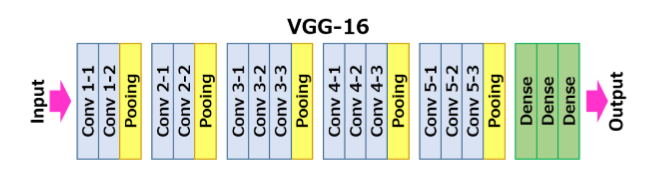 VGG-16
Input
Conv 1-1
Conv 1-2
Pooing
Conv 2-1
Conv 2-2
Pooing
Conv 3-1
Conv 3-2
Conv 3-3
Pooing
Conv 4-1
Conv 4-2
Conv 4-3
Pooing
Conv 5-1
Conv 5-2
Conv 5-3
Pooing
Dense
Dense
Dense
Output